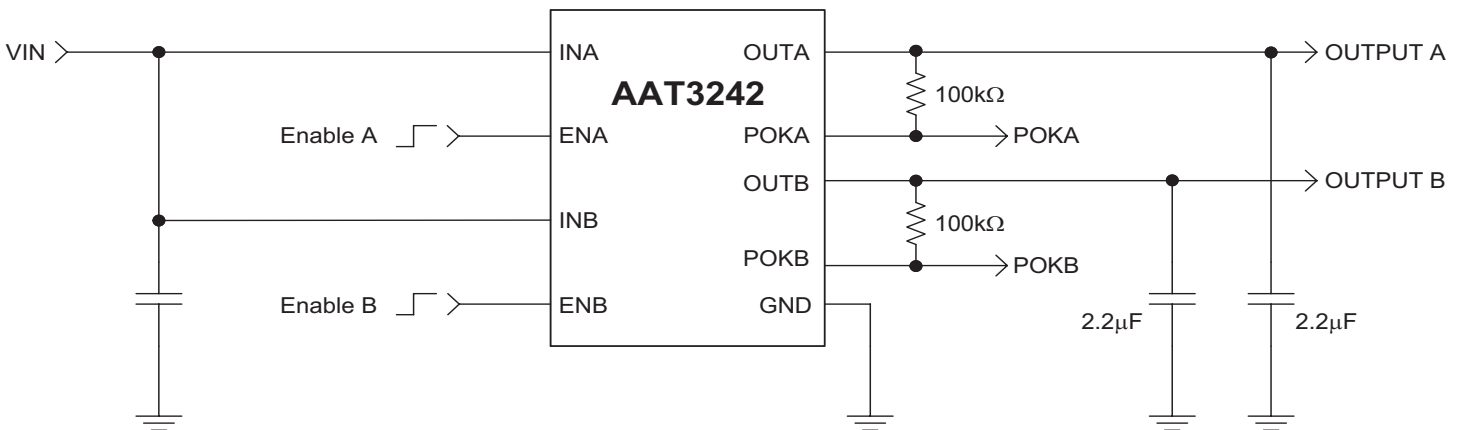 VIN
INA
OUTA
OUTPUT A
AAT3242
100kΩ
Enable A
ENA
POKA
POKA
OUTB
OUTPUT B
INB
100kΩ
POKB
POKB
Enable B
ENB
GND
2.2μF
2.2μF